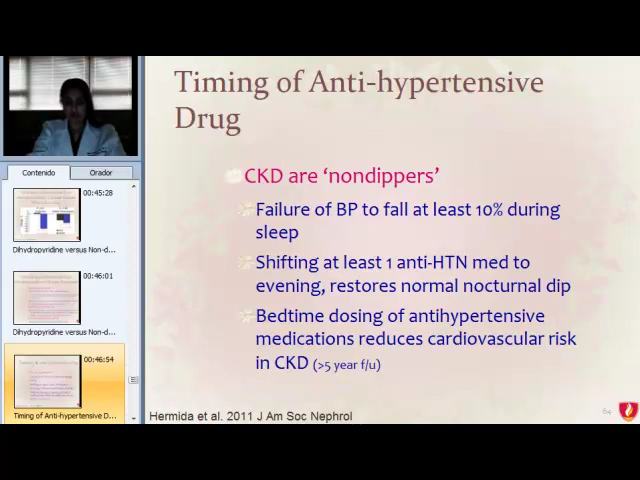 Timing of Anti-hypertensive
Drug
CKD are 'nondippers'
Failure of BP to fall at least 10% during
sleep
Shifting at least 1 anti-HTN med to
evening, restores normal nocturnal dip
Bedtime dosing of antihypertensive
medications reduces cardiovascular risk
in CKD (>5 year f/u)
Hermida et al. 2011 J Am Soc Nephrol
64
Contenido
Orador
00:45:28
Dihydropyridine versus Non-d...
00:46:01
Dihydropyridine versus Non-d...
00:46:54
Timing of Anti-hypertensive D...